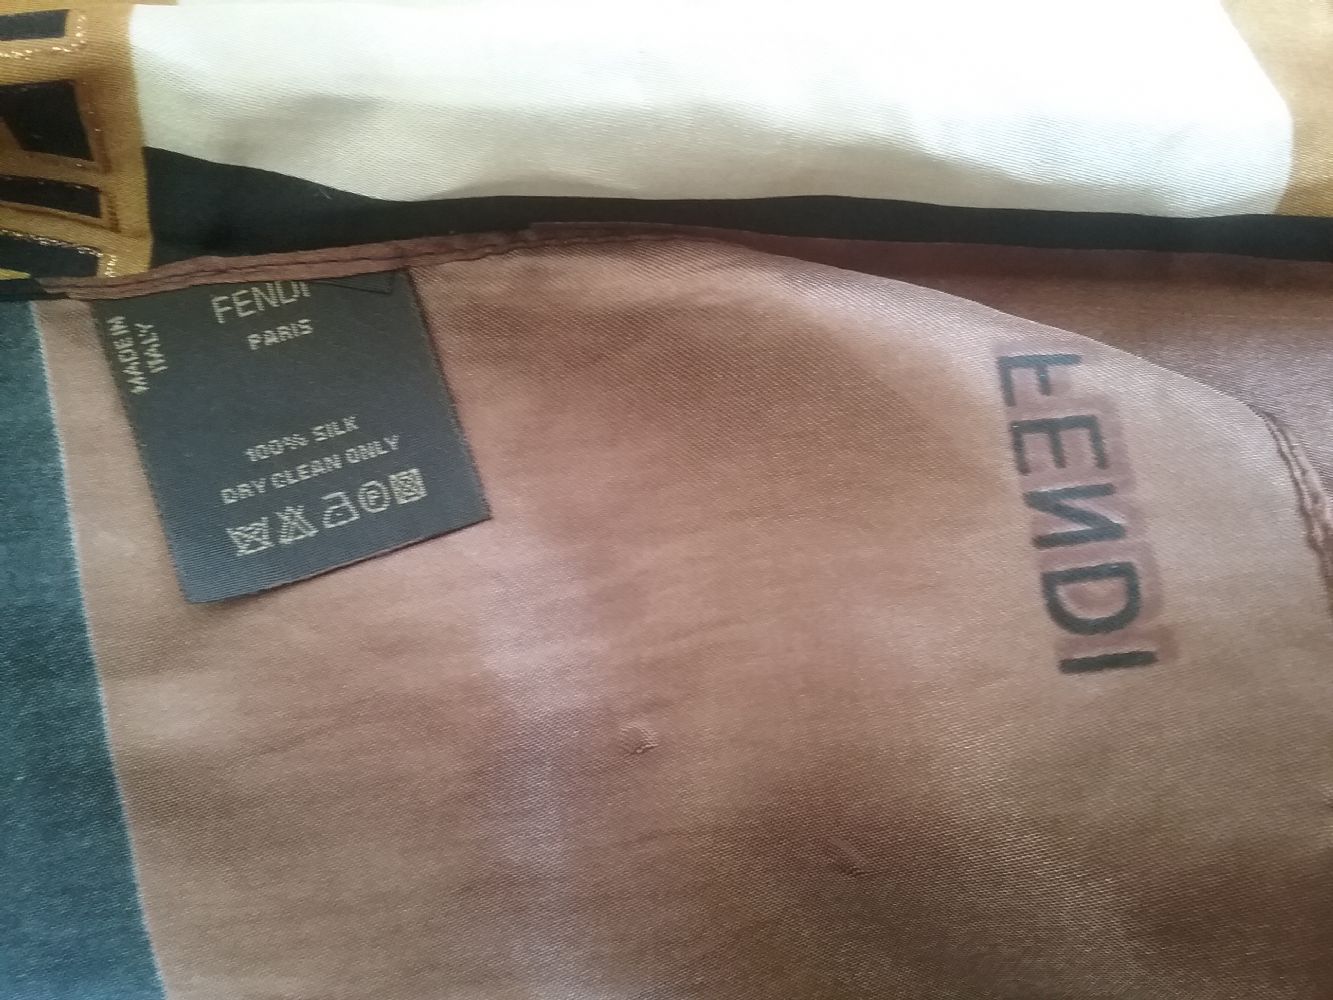 FENDI
PARIS
MADE IN
ITALY
100% SILK
DRY CLEAN ONLY
FENDI